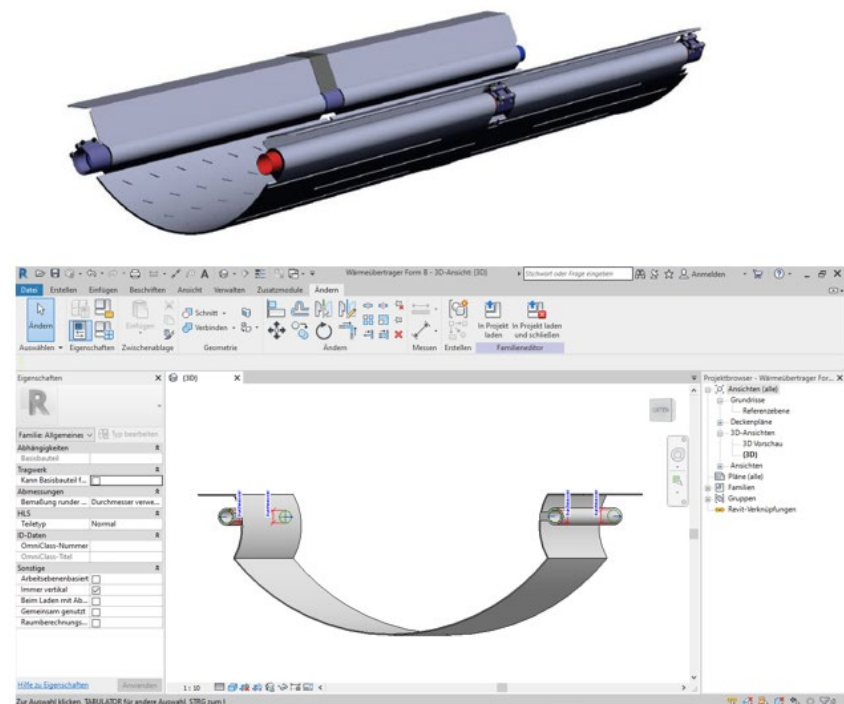 Wärmeübertrager Form B - 3D-Ansicht: {3D}
Stichwort oder Frage eingeben
Anmelden
Datei Erstellen Einfügen Beschriften Ansicht Verwalten Zusatzmodule Ändern
Schnitt
Verbinden
Ändern
Einfügen
In Projekt laden
In Projekt laden und schließen
Auswählen Eigenschaften Zwischenablage Geometrie Ändern Messen Erstellen Familieneditor
Eigenschaften
{3D}
Projektbrowser - Wärmeübertrager For...
R
Familie: Allgemeines
Typ bearbeiten
Abhängigkeiten
Basisbauteil
Tragwerk
Kann Basisbauteil f...
Abmessungen
Bemaßung runder ... Durchmesser verwe...
HLS
Teiletyp Normal
ID-Daten
OmniClass-Nummer
OmniClass-Titel
Sonstige
Arbeitsebenenbasiert
Immer vertikal
Beim Laden mit Ab...
Gemeinsam genutzt
Raumberechnungs...
Hilfe zu Eigenschaften
Anwenden
1 : 10
Ansichten (alle)
Grundrisse
Referenzebene
Deckenpläne
3D-Ansichten
3D Vorschau
{3D}
Ansichten
Pläne (alle)
Familien
Gruppen
Revit-Verknüpfungen
Zur Auswahl klicken, TABULATOR für andere Auswahl, STRG zum